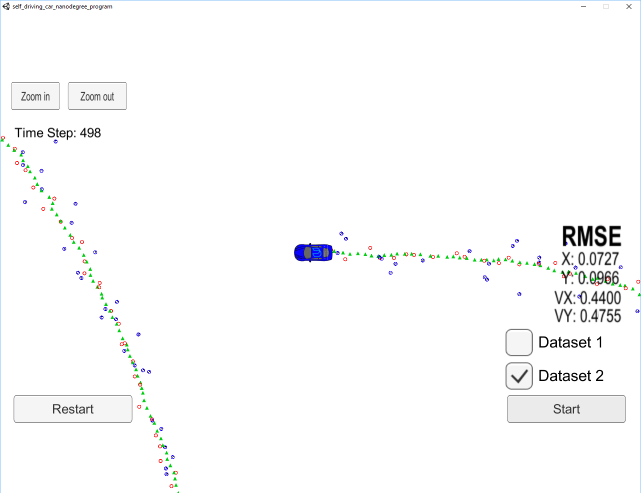 self_driving_car_nanodegree_program
Zoom in
Zoom out
Time Step: 498
RMSE
X: 0.0727
Y: 0.0966
VX: 0.4400
VY: 0.4755
Dataset 1
Dataset 2
Restart
Start